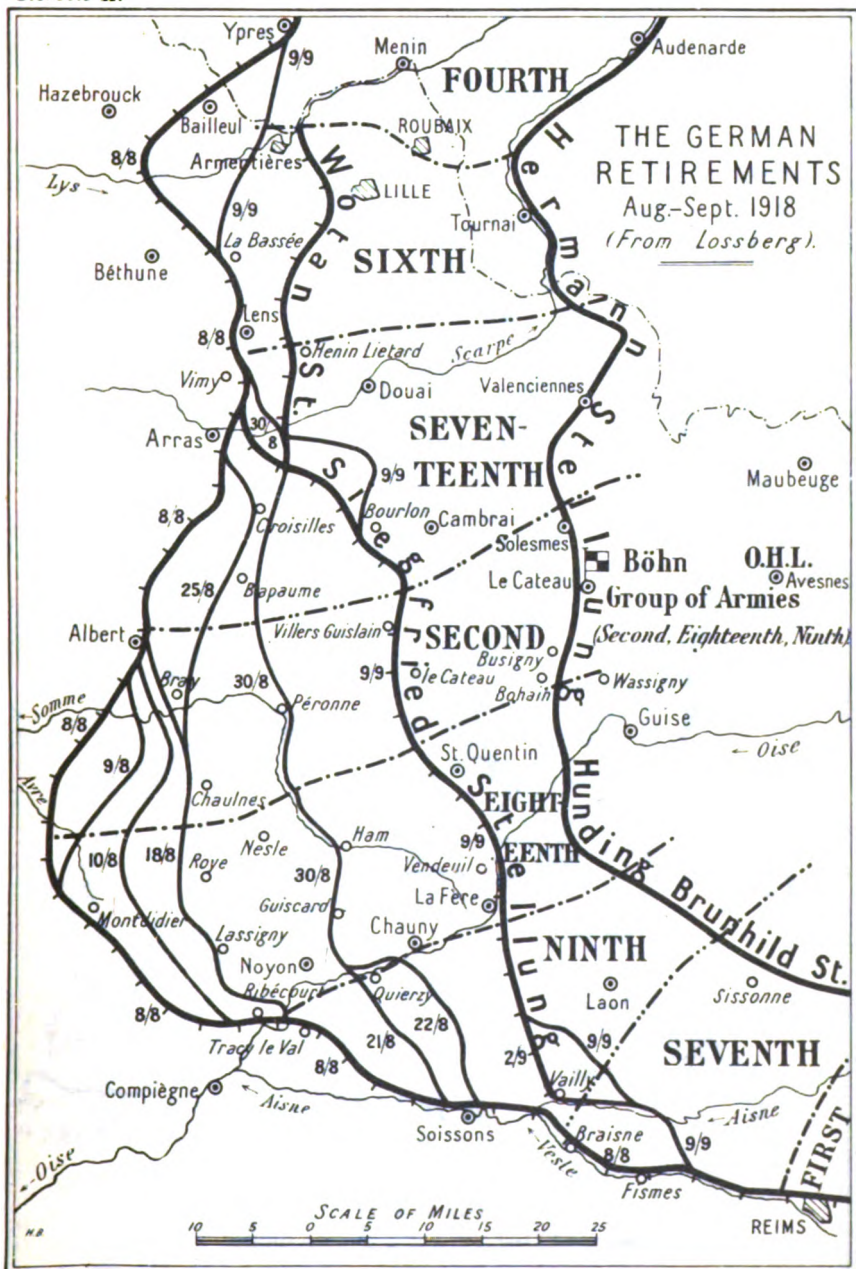 Ypres
Menin
Audenarde
9/9
FOURTH
Hazebrouck
Bailleul
ROUBAIX
Armentières
8/8
Lys
LILLE
THE GERMAN
RETIREMENTS
Aug.-Sept. 1918
(From Lossberg).
Hermann Stellung
Wotan St.
9/9
La Bassée
Tournai
Béthune
SIXTH
Lens
8/8
Henin Lietard
Scarpe
Vimy
Douai
Valenciennes
Arras
30/8
SEVEN-
TEENTH
9/9
Maubeuge
Siegfried Stellung
8/8
Croisilles
Bourlon
Cambrai
Solesmes
Böhn
O.H.L.
25/8
Bapaume
Le Cateau
Avesnes
Group of Armies
Albert
Villers Guislain
SECOND
(Second, Eighteenth, Ninth)
Busigny
9/9
le Cateau
Bohain
Wassigny
Bray
30/8
Somme
Péronne
8/8
Guise
Oise
9/8
St. Quentin
Avre
Chaulnes
EIGHT-
EENTH
Hunding Brunhild St.
Nesle
Ham
9/9
10/8
18/8
Roye
30/8
Vendeuil
La Fère
Montdidier
Guiscard
Lassigny
Chauny
NINTH
Noyon
Laon
Sissonne
Ribécourt
Quierzy
8/8
21/8
22/8
9/9
SEVENTH
Tracy le Val
8/8
2/9
Vailly
Compiègne
Aisne
Aisne
Soissons
Vesle
Braisne
8/8
9/9
Oise
Fismes
FIRST
SCALE OF MILES
10 5 0 5 10 15 20 25
REIMS
H.B.